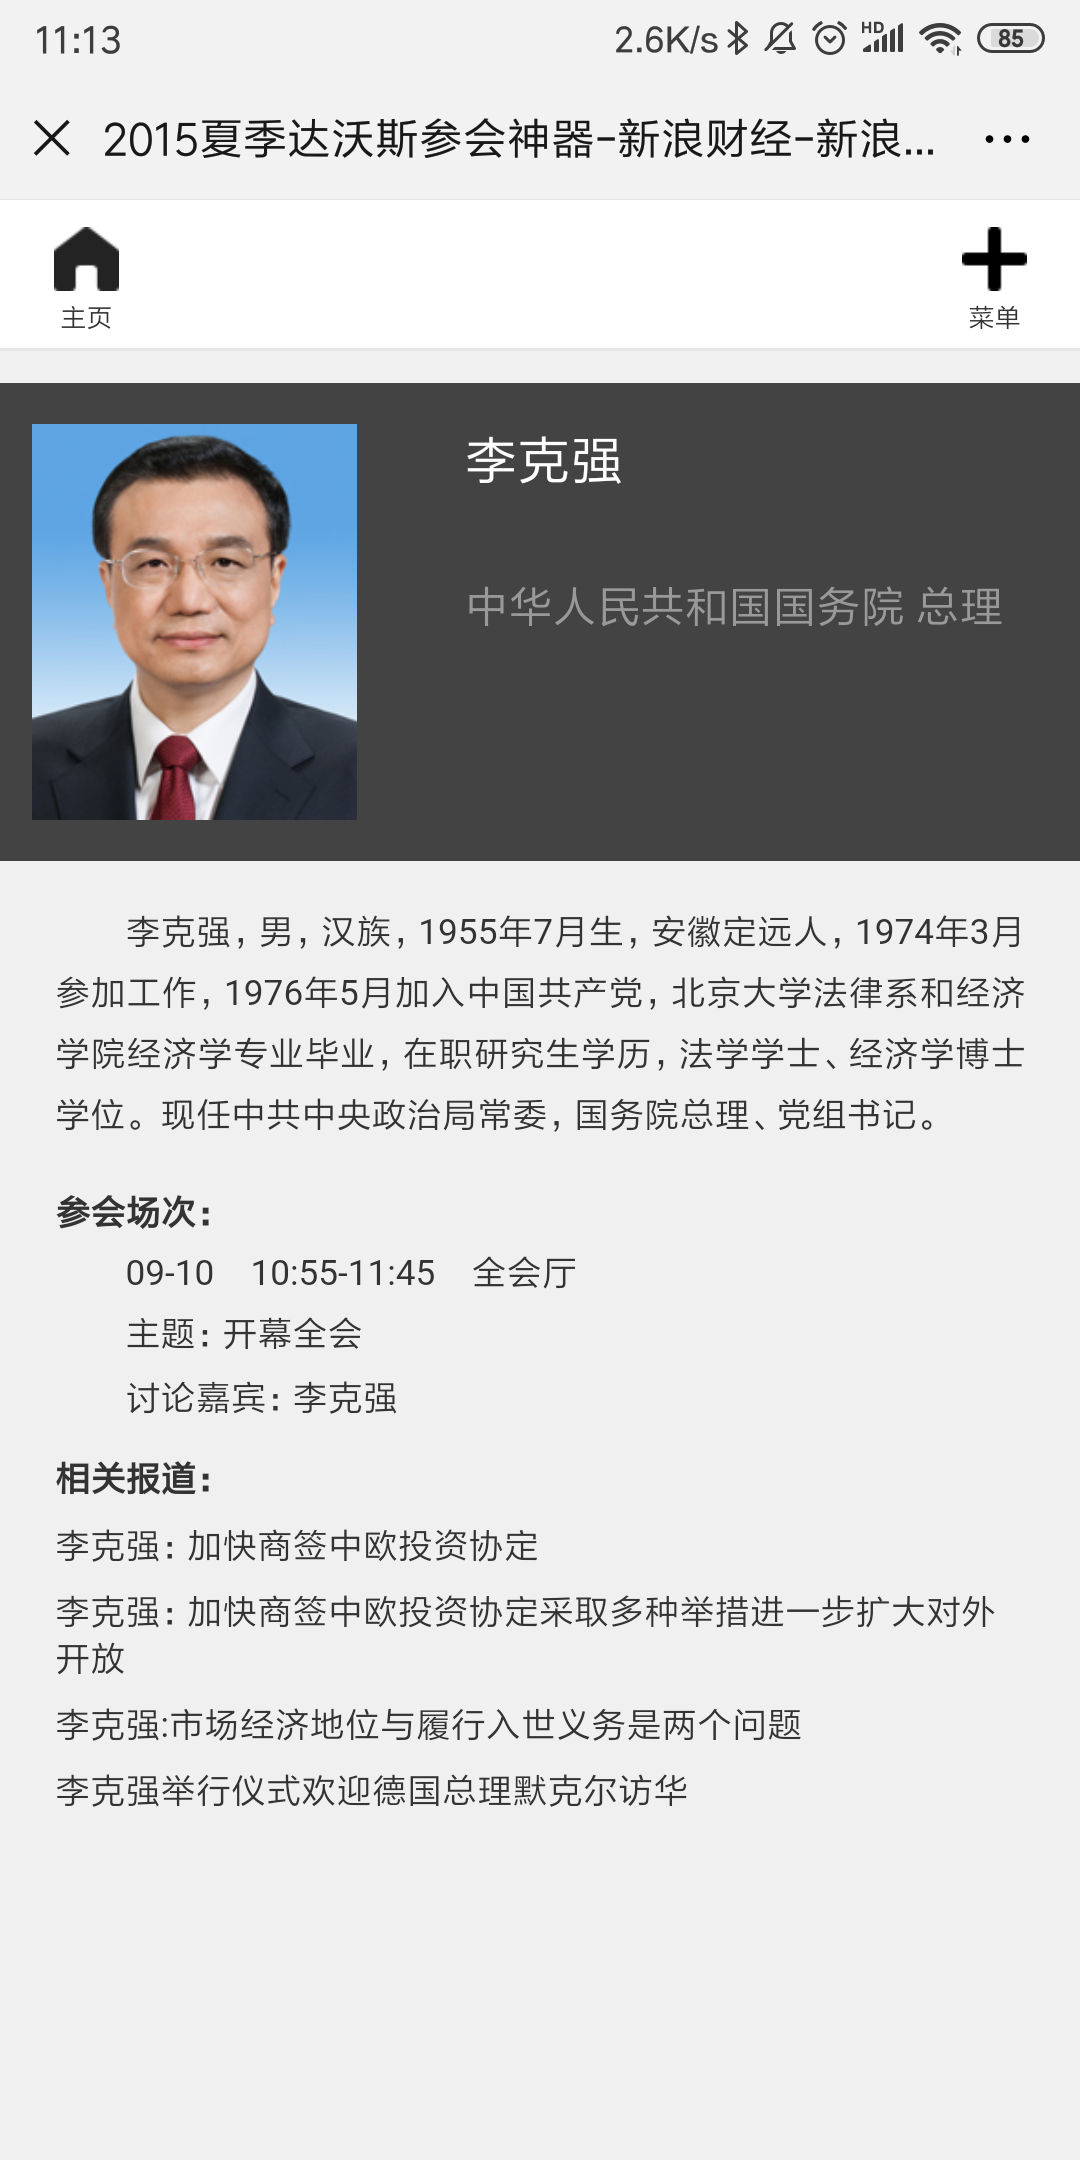 11:13
2.6K/s
HD
85
2015夏季达沃斯参会神器-新浪财经-新浪...
主页
菜单
李克强
中华人民共和国国务院 总理
李克强，男，汉族，1955年7月生，安徽定远人，1974年3月
参加工作，1976年5月加入中国共产党，北京大学法律系和经济
学院经济学专业毕业，在职研究生学历，法学学士、经济学博士
学位。现任中共中央政治局常委，国务院总理、党组书记。
参会场次：
09-10 10:55-11:45 全会厅
主题：开幕全会
讨论嘉宾：李克强
相关报道：
李克强：加快商签中欧投资协定
李克强：加快商签中欧投资协定采取多种举措进一步扩大对外
开放
李克强:市场经济地位与履行入世义务是两个问题
李克强举行仪式欢迎德国总理默克尔访华